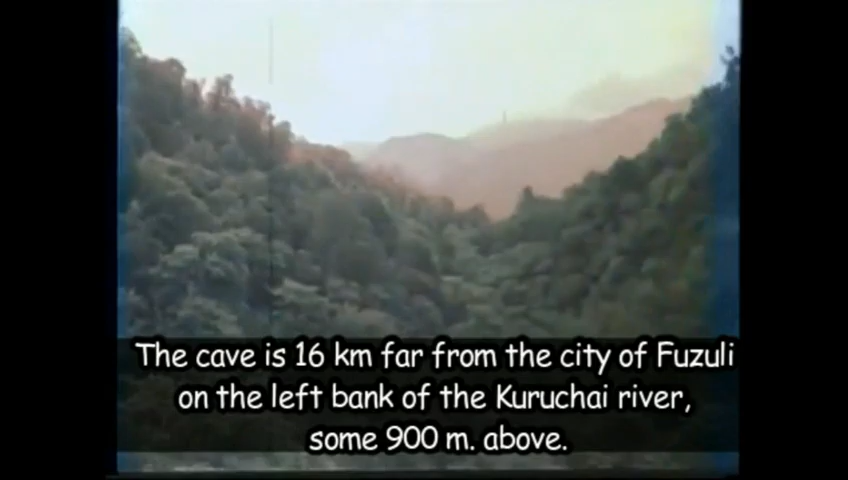 The cave is 16 km far from the city of Fuzuli
on the left bank of the Kuruchai river,
some 900 m. above.